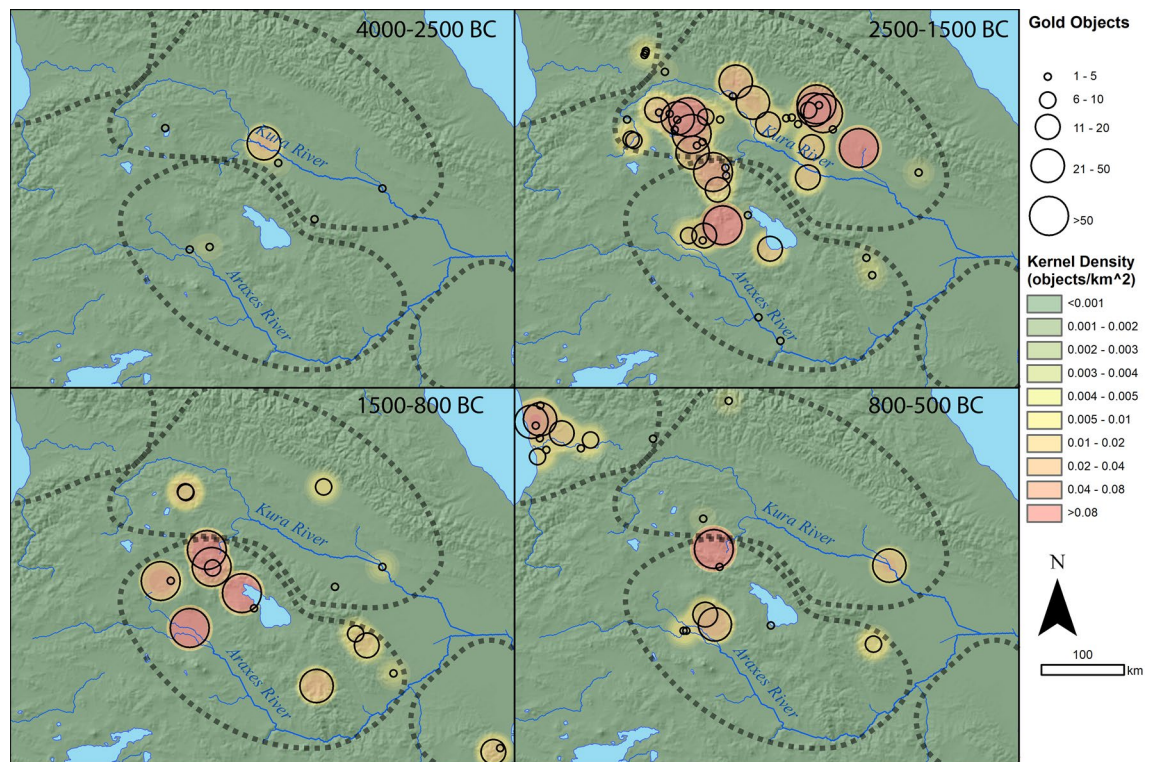 4000-2500 BC
Kura River
Araxes River
2500-1500 BC
Kura River
Araxes River
1500-800 BC
Kura River
Araxes River
800-500 BC
Kura River
Araxes River
Gold Objects
1 - 5
6 - 10
11 - 20
21 - 50
>50
Kernel Density
(objects/km^2)
<0.001
0.001 - 0.002
0.002 - 0.003
0.003 - 0.004
0.004 - 0.005
0.005 - 0.01
0.01 - 0.02
0.02 - 0.04
0.04 - 0.08
>0.08
N
100
km